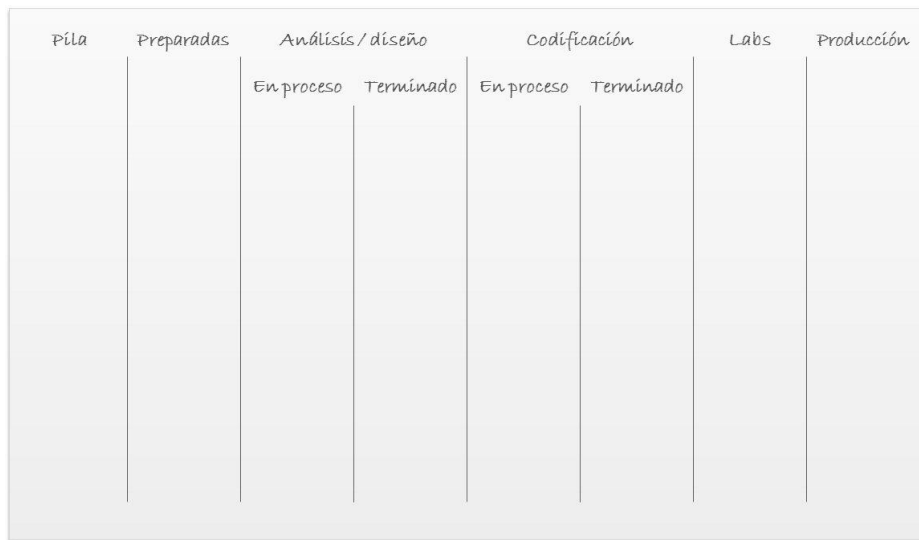 Pila Preparadas Análisis / diseño Codificación Labs Producción
En proceso Terminado En proceso Terminado